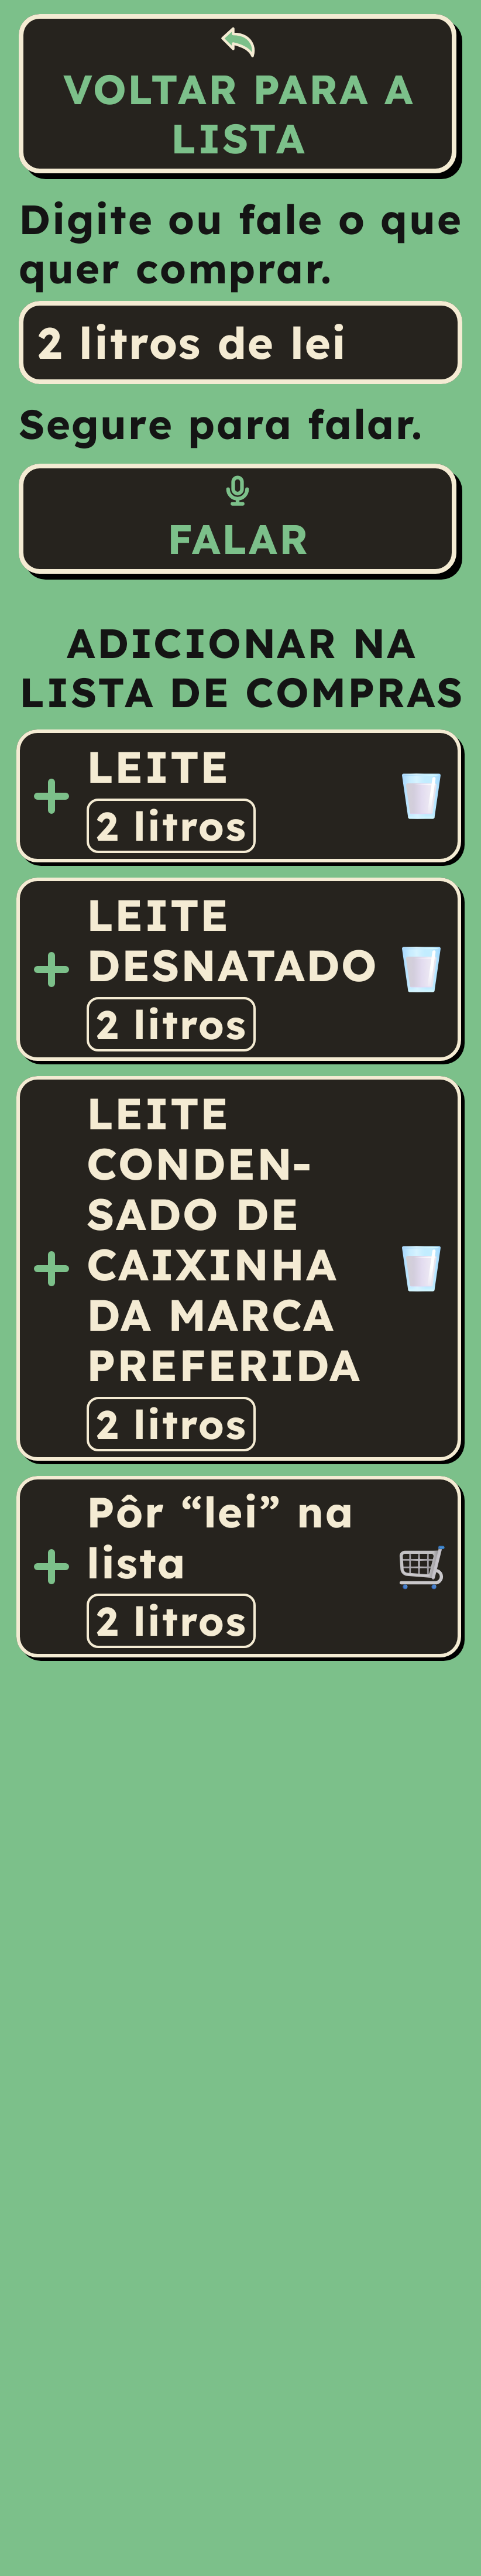 VOLTAR PARA A
LISTA
Digite ou fale o que
quer comprar.
2 litros de lei
Segure para falar.
FALAR
ADICIONAR NA
LISTA DE COMPRAS
LEITE
2 litros
LEITE
DESNATADO
2 litros
LEITE
CONDEN-
SADO DE
CAIXINHA
DA MARCA
PREFERIDA
2 litros
Pôr “lei” na
lista
2 litros